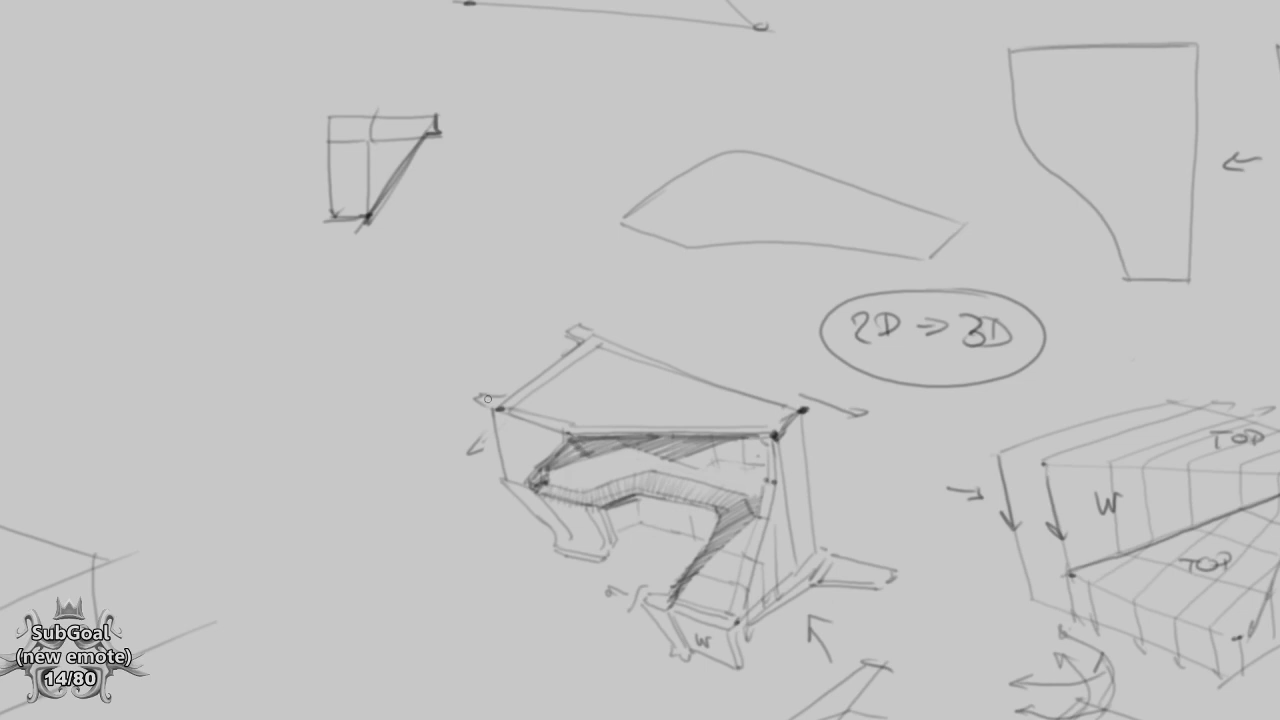 2D → 3D
TOP
W
TOP
W
SubGoal
(new emote)
14/80